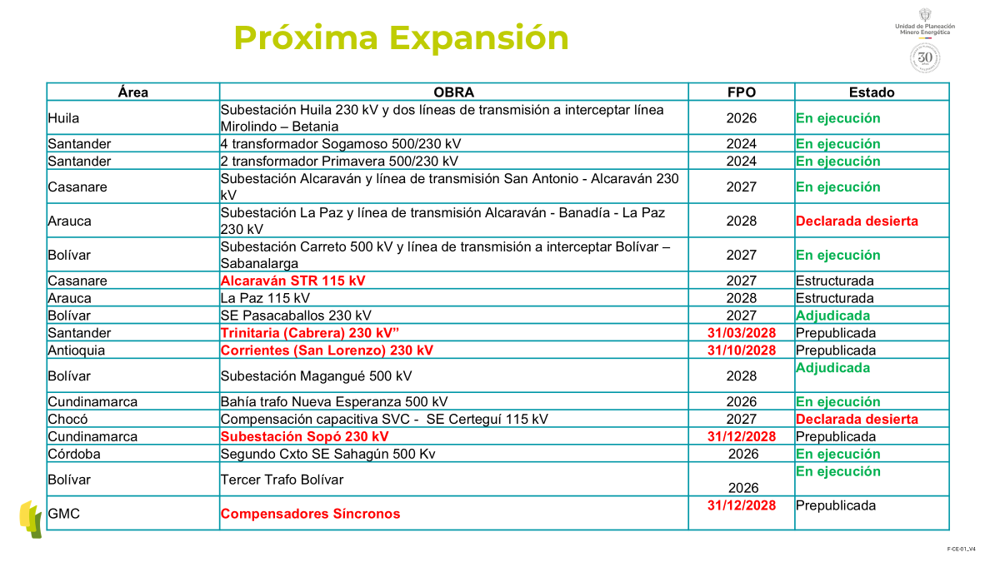 Próxima Expansión
Unidad de Planeación
Minero Energética
30
AÑOS
Área OBRA FPO Estado
Huila Subestación Huila 230 kV y dos líneas de transmisión a interceptar línea Mirolindo – Betania 2026 En ejecución
Santander 4 transformador Sogamoso 500/230 kV 2024 En ejecución
Santander 2 transformador Primavera 500/230 kV 2024 En ejecución
Casanare Subestación Alcaraván y línea de transmisión San Antonio - Alcaraván 230 kV 2027 En ejecución
Arauca Subestación La Paz y línea de transmisión Alcaraván - Banadía - La Paz 230 kV 2028 Declarada desierta
Bolívar Subestación Carreto 500 kV y línea de transmisión a interceptar Bolívar – Sabanalarga 2027 En ejecución
Casanare Alcaraván STR 115 kV 2027 Estructurada
Arauca La Paz 115 kV 2028 Estructurada
Bolívar SE Pasacaballos 230 kV 2027 Adjudicada
Santander Trinitaria (Cabrera) 230 kV” 31/03/2028 Prepublicada
Antioquia Corrientes (San Lorenzo) 230 kV 31/10/2028 Prepublicada
Bolívar Subestación Magangué 500 kV 2028 Adjudicada
Cundinamarca Bahía trafo Nueva Esperanza 500 kV 2026 En ejecución
Chocó Compensación capacitiva SVC - SE Certeguí 115 kV 2027 Declarada desierta
Cundinamarca Subestación Sopó 230 kV 31/12/2028 Prepublicada
Córdoba Segundo Cxto SE Sahagún 500 Kv 2026 En ejecución
Bolívar Tercer Trafo Bolívar 2026 En ejecución
GMC Compensadores Síncronos 31/12/2028 Prepublicada
F-CE-01_V4